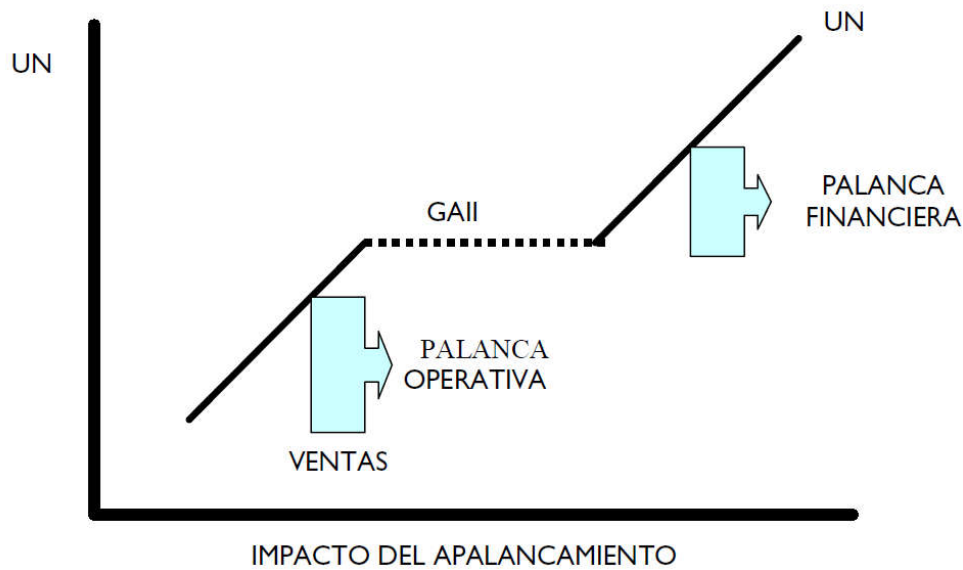 UN
UN
GAII
PALANCA
FINANCIERA
PALANCA
OPERATIVA
VENTAS
IMPACTO DEL APALANCAMIENTO